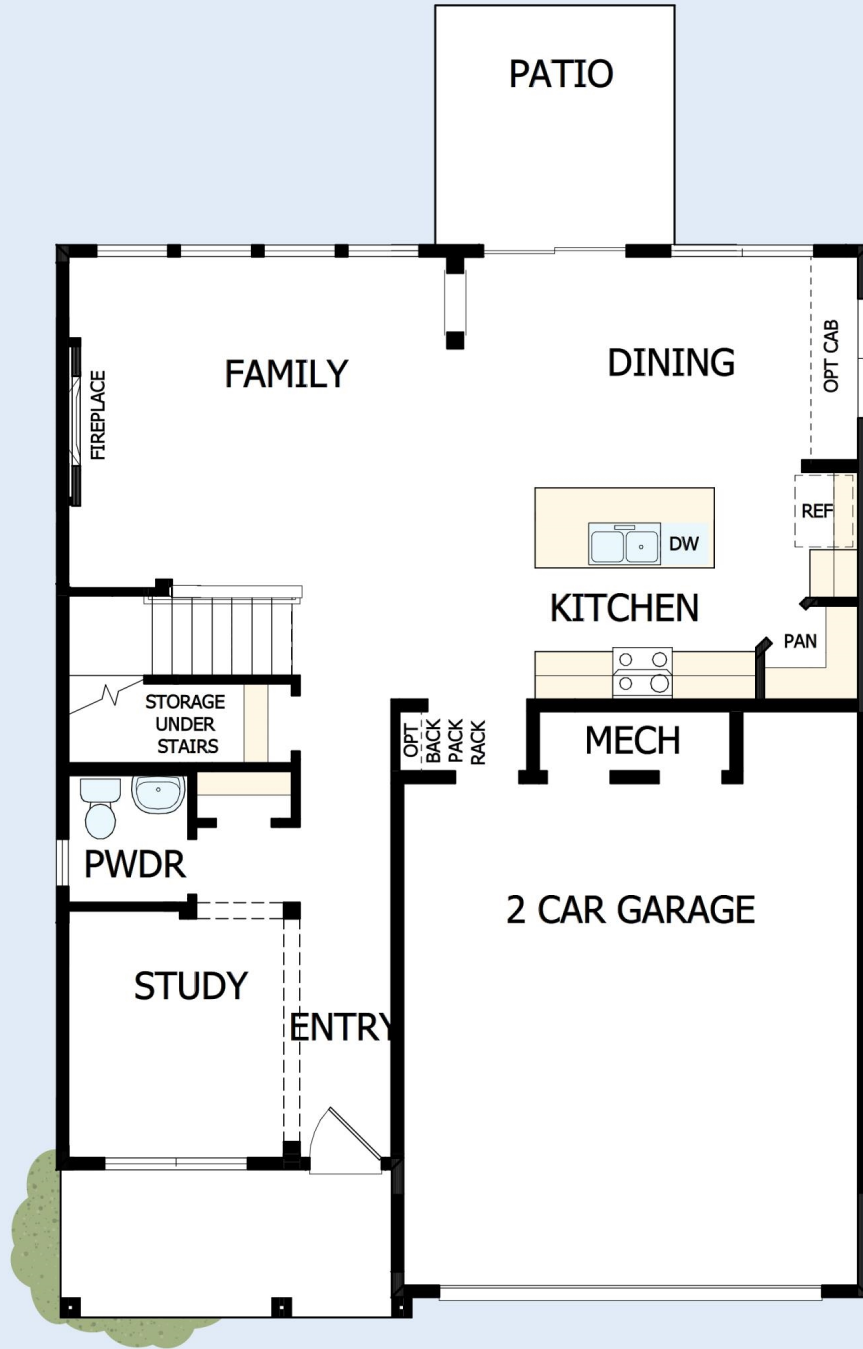 PATIO
FAMILY
DINING
OPT CAB
FIREPLACE
REF
DW
KITCHEN
PAN
STORAGE
UNDER
STAIRS
OPT
BACK
PACK
RACK
MECH
PWDR
2 CAR GARAGE
STUDY
ENTRY